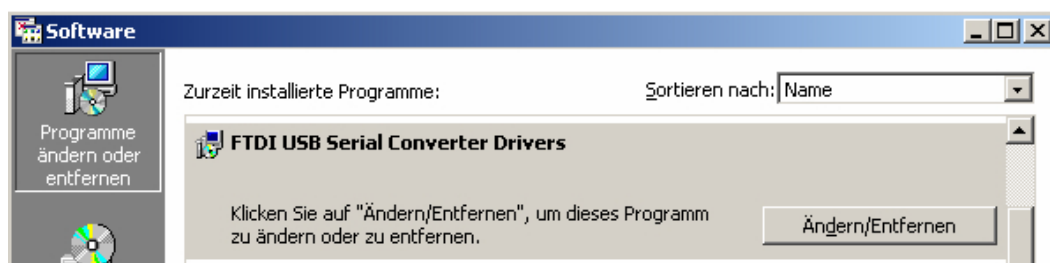 Software
Zurzeit installierte Programme:
Sortieren nach: Name
Programme
ändern oder
entfernen
FTDI USB Serial Converter Drivers
Klicken Sie auf "Ändern/Entfernen", um dieses Programm
zu ändern oder zu entfernen.
Ändern/Entfernen